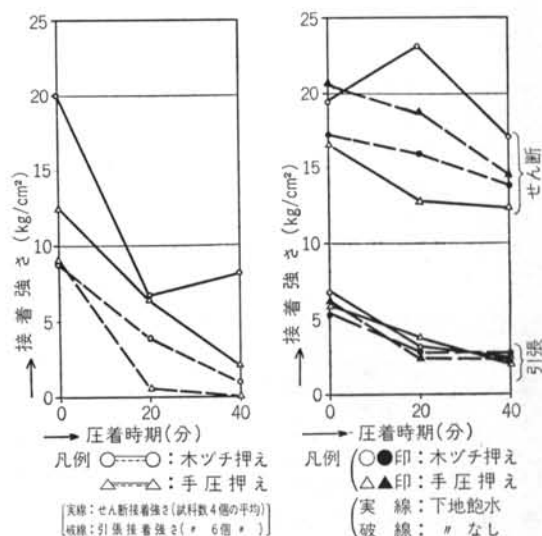 25
20
15
10
5
0
接着強さ(kg/cm²)
0 20 40
圧着時期(分)
凡例 ○-----○:木ヅチ押え
△-----△:手圧押え
実線:せん断接着強さ(試料数4個の平均)
破線:引張接着強さ(〃 6個 〃)
25
20
15
10
5
0
接着強さ(kg/cm²)
せん断
引張
0 20 40
圧着時期(分)
凡例 ○●印:木ヅチ押え
△▲印:手圧押え
実線:下地飽水
破線: 〃 なし